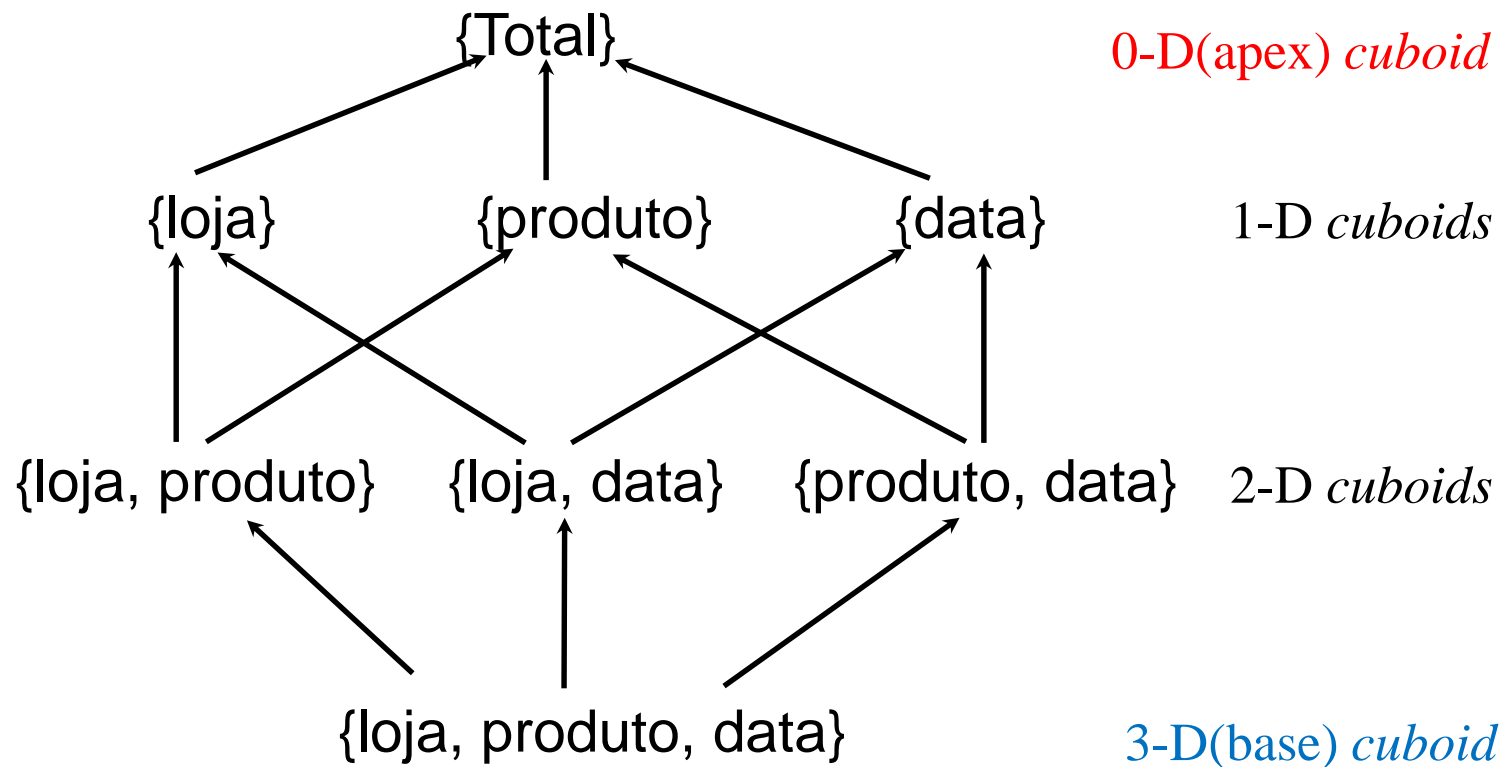 {Total} 0-D(apex) cuboid
{loja} {produto} {data} 1-D cuboids
{loja, produto} {loja, data} {produto, data} 2-D cuboids
{loja, produto, data} 3-D(base) cuboid